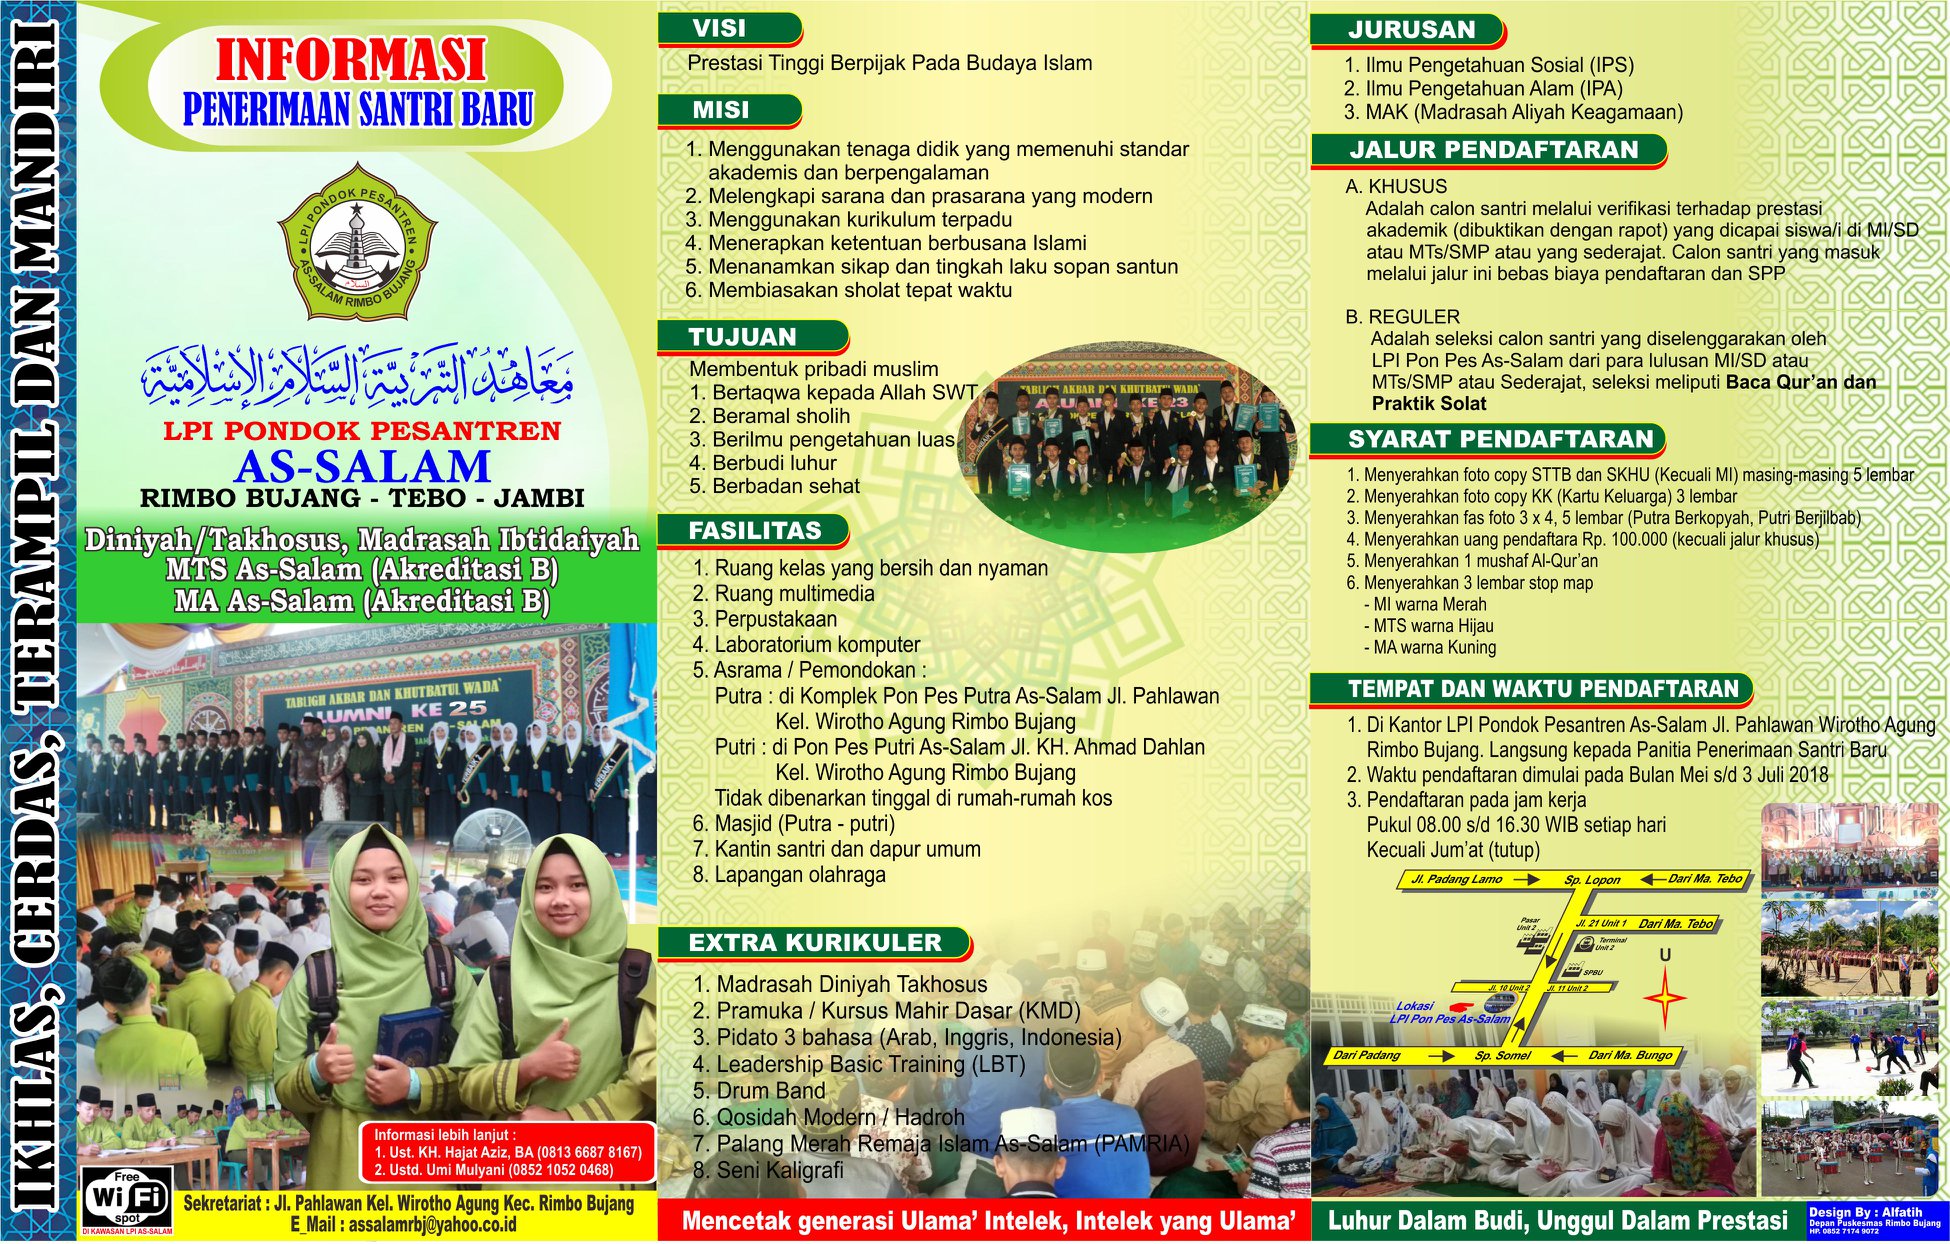 IKHLAS, CERDAS, TERAMPIL DAN MANDIRI
INFORMASI
PENERIMAAN SANTRI BARU
LPI PONDOK PESANTREN
AS-SALAM RIMBO BUJANG
السلام
مَعَاهِدُ التَّرْبِيَّةِ السَّلَامِ الإِسْلَامِيَّةِ
LPI PONDOK PESANTREN
AS-SALAM
RIMBO BUJANG - TEBO - JAMBI
Diniyah/Takhosus, Madrasah Ibtidaiyah
MTS As-Salam (Akreditasi B)
MA As-Salam (Akreditasi B)
TABLIGH AKBAR DAN KHUTBATUL WADA'
ALUMNI KE 25
Informasi lebih lanjut :
1. Ust. KH. Hajat Aziz, BA (0813 6687 8167)
2. Ustd. Umi Mulyani (0852 1052 0468)
Free
Wi Fi
spot
DI KAWASAN LPI AS-SALAM
Sekretariat : Jl. Pahlawan Kel. Wirotho Agung Kec. Rimbo Bujang
E_Mail : assalamrbj@yahoo.co.id
VISI
Prestasi Tinggi Berpijak Pada Budaya Islam
MISI
1. Menggunakan tenaga didik yang memenuhi standar
akademis dan berpengalaman
2. Melengkapi sarana dan prasarana yang modern
3. Menggunakan kurikulum terpadu
4. Menerapkan ketentuan berbusana Islami
5. Menanamkan sikap dan tingkah laku sopan santun
6. Membiasakan sholat tepat waktu
TUJUAN
Membentuk pribadi muslim
1. Bertaqwa kepada Allah SWT
2. Beramal sholih
3. Berilmu pengetahuan luas
4. Berbudi luhur
5. Berbadan sehat
TABLIGH AKBAR DAN KHUTBATUL WADA'
ALUMNI KE 23
FASILITAS
1. Ruang kelas yang bersih dan nyaman
2. Ruang multimedia
3. Perpustakaan
4. Laboratorium komputer
5. Asrama / Pemondokan :
Putra : di Komplek Pon Pes Putra As-Salam Jl. Pahlawan
Kel. Wirotho Agung Rimbo Bujang
Putri : di Pon Pes Putri As-Salam Jl. KH. Ahmad Dahlan
Kel. Wirotho Agung Rimbo Bujang
Tidak dibenarkan tinggal di rumah-rumah kos
6. Masjid (Putra - putri)
7. Kantin santri dan dapur umum
8. Lapangan olahraga
EXTRA KURIKULER
1. Madrasah Diniyah Takhosus
2. Pramuka / Kursus Mahir Dasar (KMD)
3. Pidato 3 bahasa (Arab, Inggris, Indonesia)
4. Leadership Basic Training (LBT)
5. Drum Band
6. Qosidah Modern / Hadroh
7. Palang Merah Remaja Islam As-Salam (PAMRIA)
8. Seni Kaligrafi
Mencetak generasi Ulama' Intelek, Intelek yang Ulama'
JURUSAN
1. Ilmu Pengetahuan Sosial (IPS)
2. Ilmu Pengetahuan Alam (IPA)
3. MAK (Madrasah Aliyah Keagamaan)
JALUR PENDAFTARAN
A. KHUSUS
Adalah calon santri melalui verifikasi terhadap prestasi
akademik (dibuktikan dengan rapot) yang dicapai siswa/i di MI/SD
atau MTs/SMP atau yang sederajat. Calon santri yang masuk
melalui jalur ini bebas biaya pendaftaran dan SPP
B. REGULER
Adalah seleksi calon santri yang diselenggarakan oleh
LPI Pon Pes As-Salam dari para lulusan MI/SD atau
MTs/SMP atau Sederajat, seleksi meliputi Baca Qur'an dan
Praktik Solat
SYARAT PENDAFTARAN
1. Menyerahkan foto copy STTB dan SKHU (Kecuali MI) masing-masing 5 lembar
2. Menyerahkan foto copy KK (Kartu Keluarga) 3 lembar
3. Menyerahkan fas foto 3 x 4, 5 lembar (Putra Berkopyah, Putri Berjilbab)
4. Menyerahkan uang pendaftara Rp. 100.000 (kecuali jalur khusus)
5. Menyerahkan 1 mushaf Al-Qur'an
6. Menyerahkan 3 lembar stop map
- MI warna Merah
- MTS warna Hijau
- MA warna Kuning
TEMPAT DAN WAKTU PENDAFTARAN
1. Di Kantor LPI Pondok Pesantren As-Salam Jl. Pahlawan Wirotho Agung
Rimbo Bujang. Langsung kepada Panitia Penerimaan Santri Baru
2. Waktu pendaftaran dimulai pada Bulan Mei s/d 3 Juli 2018
3. Pendaftaran pada jam kerja
Pukul 08.00 s/d 16.30 WIB setiap hari
Kecuali Jum'at (tutup)
Jl. Padang Lamo
Sp. Lopon
Dari Ma. Tebo
Pasar
Unit 2
Jl. 21 Unit 1
Dari Ma. Tebo
Terminal
Unit 2
SPBU
U
Jl. 10 Unit 2
Jl. 11 Unit 2
Lokasi
LPI Pon Pes As-Salam
Dari Padang
Sp. Somel
Dari Ma. Bungo
Luhur Dalam Budi, Unggul Dalam Prestasi
Design By : Alfatih
Depan Puskesmas Rimbo Bujang
HP. 0852 7174 9072